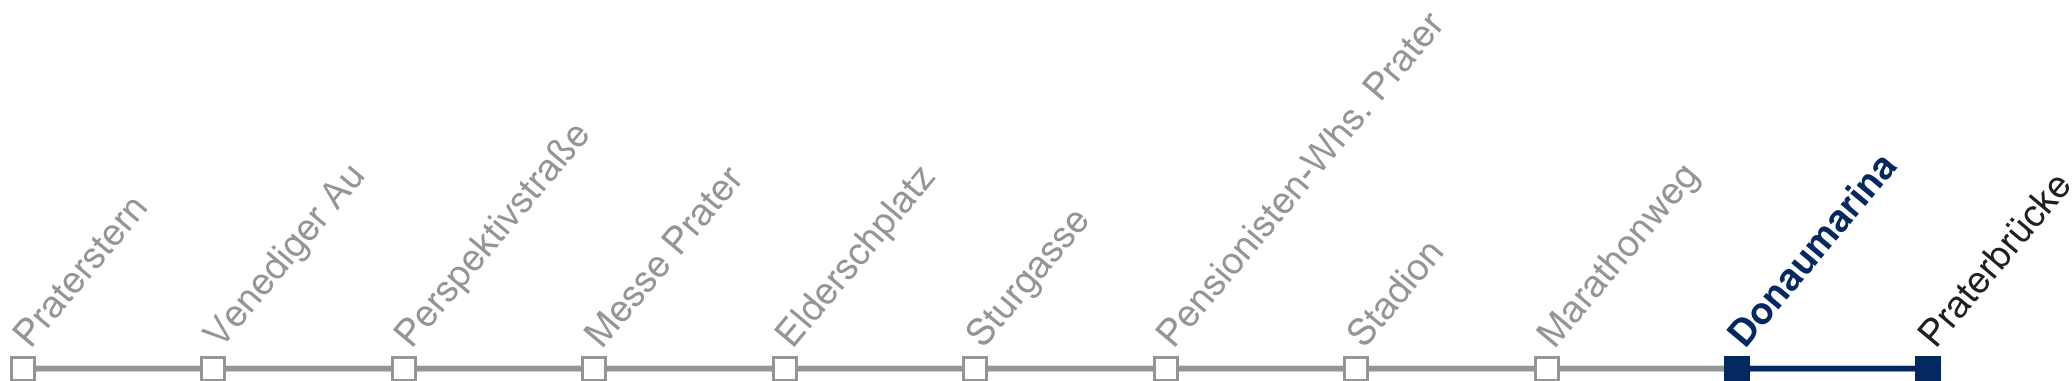 Praterstern
Venediger Au
Perspektivstraße
Messe Prater
Elderschplatz
Sturgasse
Pensionisten-Whs. Prater
Stadion
Marathonweg
Donaumarina
Praterbrücke